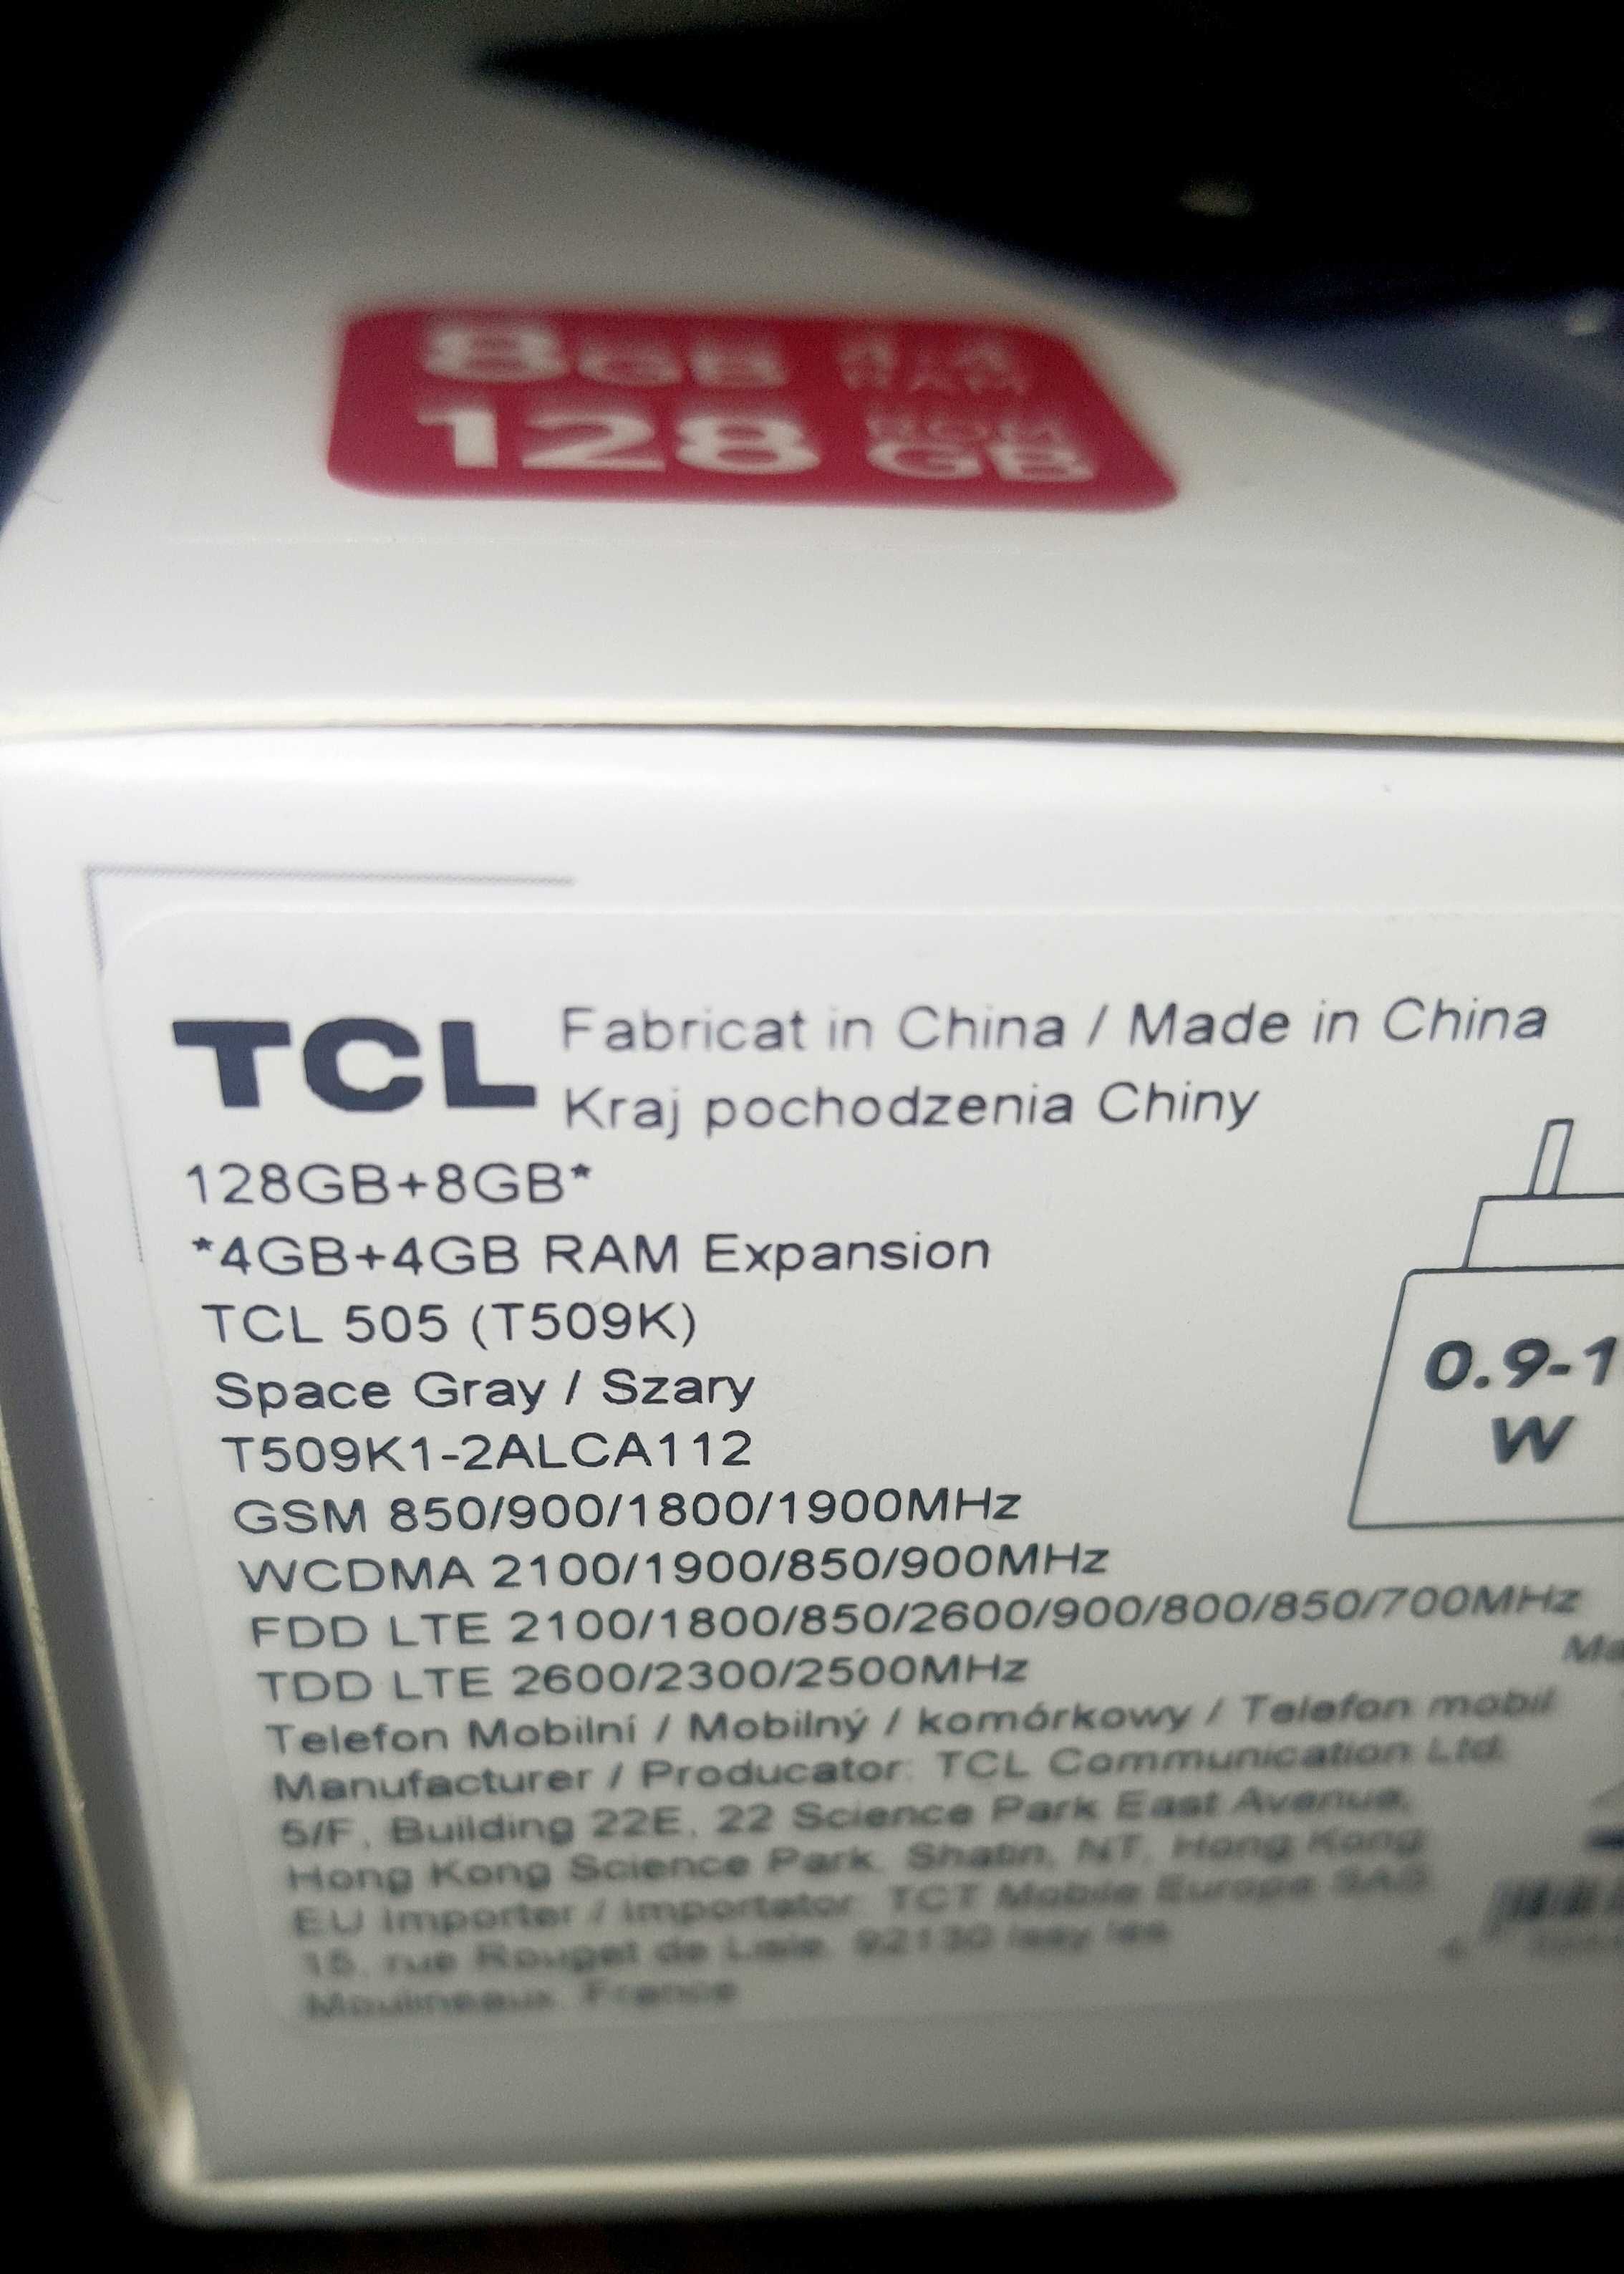 8GB
RAM
128 ROM
GB
TCL Fabricat in China / Made in China
Kraj pochodzenia Chiny
128GB+8GB*
*4GB+4GB RAM Expansion
TCL 505 (T509K)
Space Gray / Szary
T509K1-2ALCA112
GSM 850/900/1800/1900MHz
WCDMA 2100/1900/850/900MHz
FDD LTE 2100/1800/850/2600/900/800/850/700MHz
TDD LTE 2600/2300/2500MHz
Telefon Mobilní / Mobilný / komórkowy / Telefon mobil
Manufacturer / Producator: TCL Communication Ltd.
5/F, Building 22E, 22 Science Park East Avenue,
Hong Kong Science Park, Shatin, NT, Hong Kong
EU Importer / Importator: TCT Mobile Europe SAS
15, rue Rouget de Lisle, 92130 Issy les
Moulineaux, France
0.9-1
W